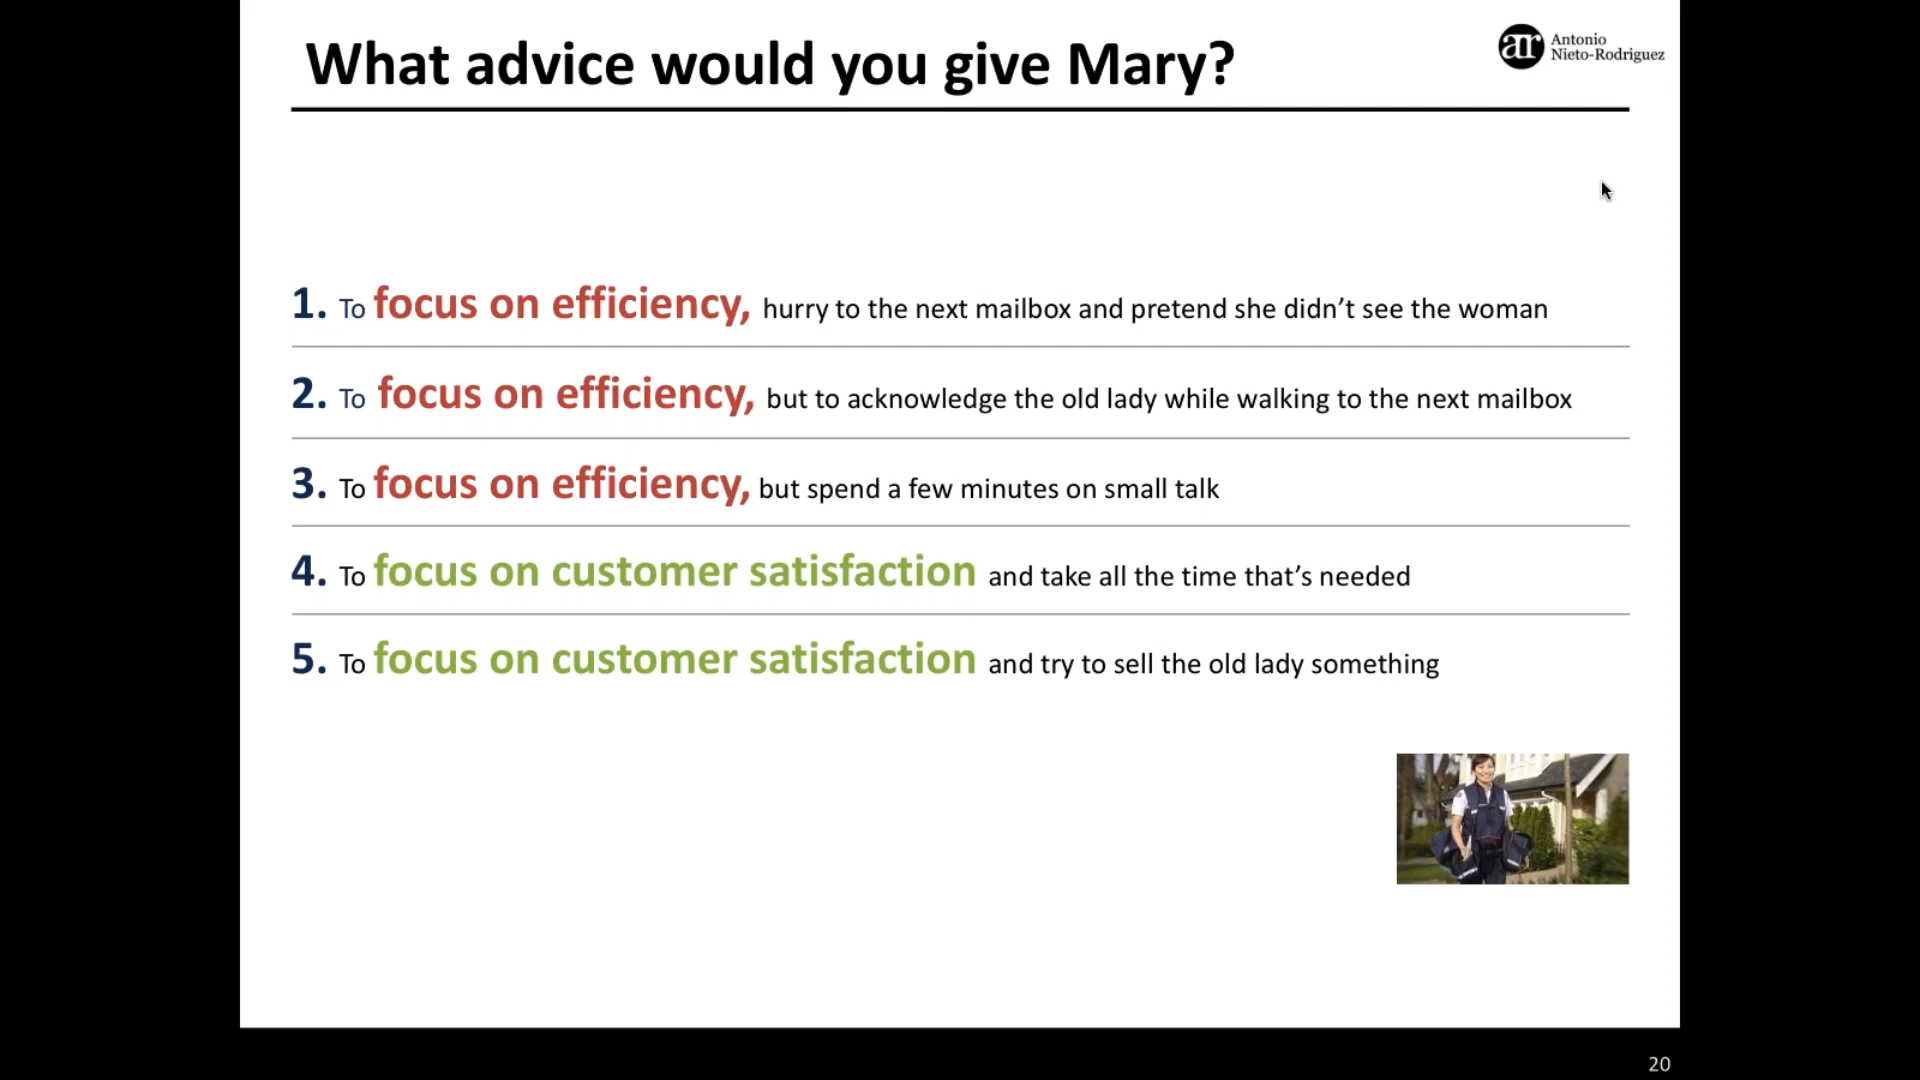 What advice would you give Mary?
ar
Antonio
Nieto-Rodriguez
1. To focus on efficiency, hurry to the next mailbox and pretend she didn’t see the woman
2. To focus on efficiency, but to acknowledge the old lady while walking to the next mailbox
3. To focus on efficiency, but spend a few minutes on small talk
4. To focus on customer satisfaction and take all the time that’s needed
5. To focus on customer satisfaction and try to sell the old lady something
20